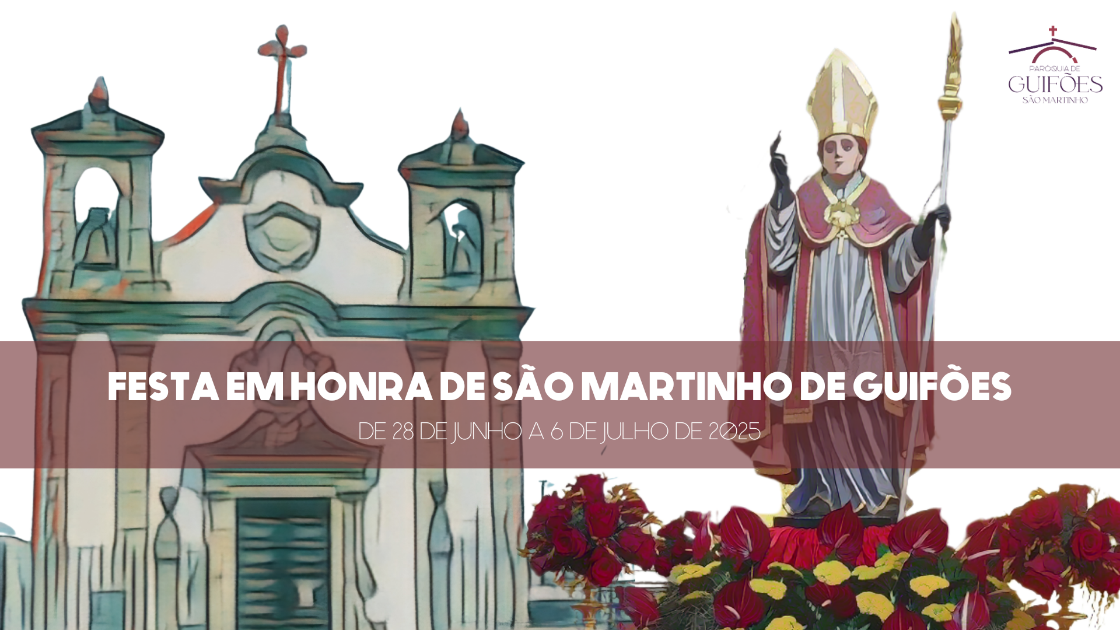 PARÓQUIA DE
GUIFÕES
SÃO MARTINHO
FESTA EM HONRA DE SÃO MARTINHO DE GUIFÕES
DE 28 DE JUNHO A 6 DE JULHO DE 2025